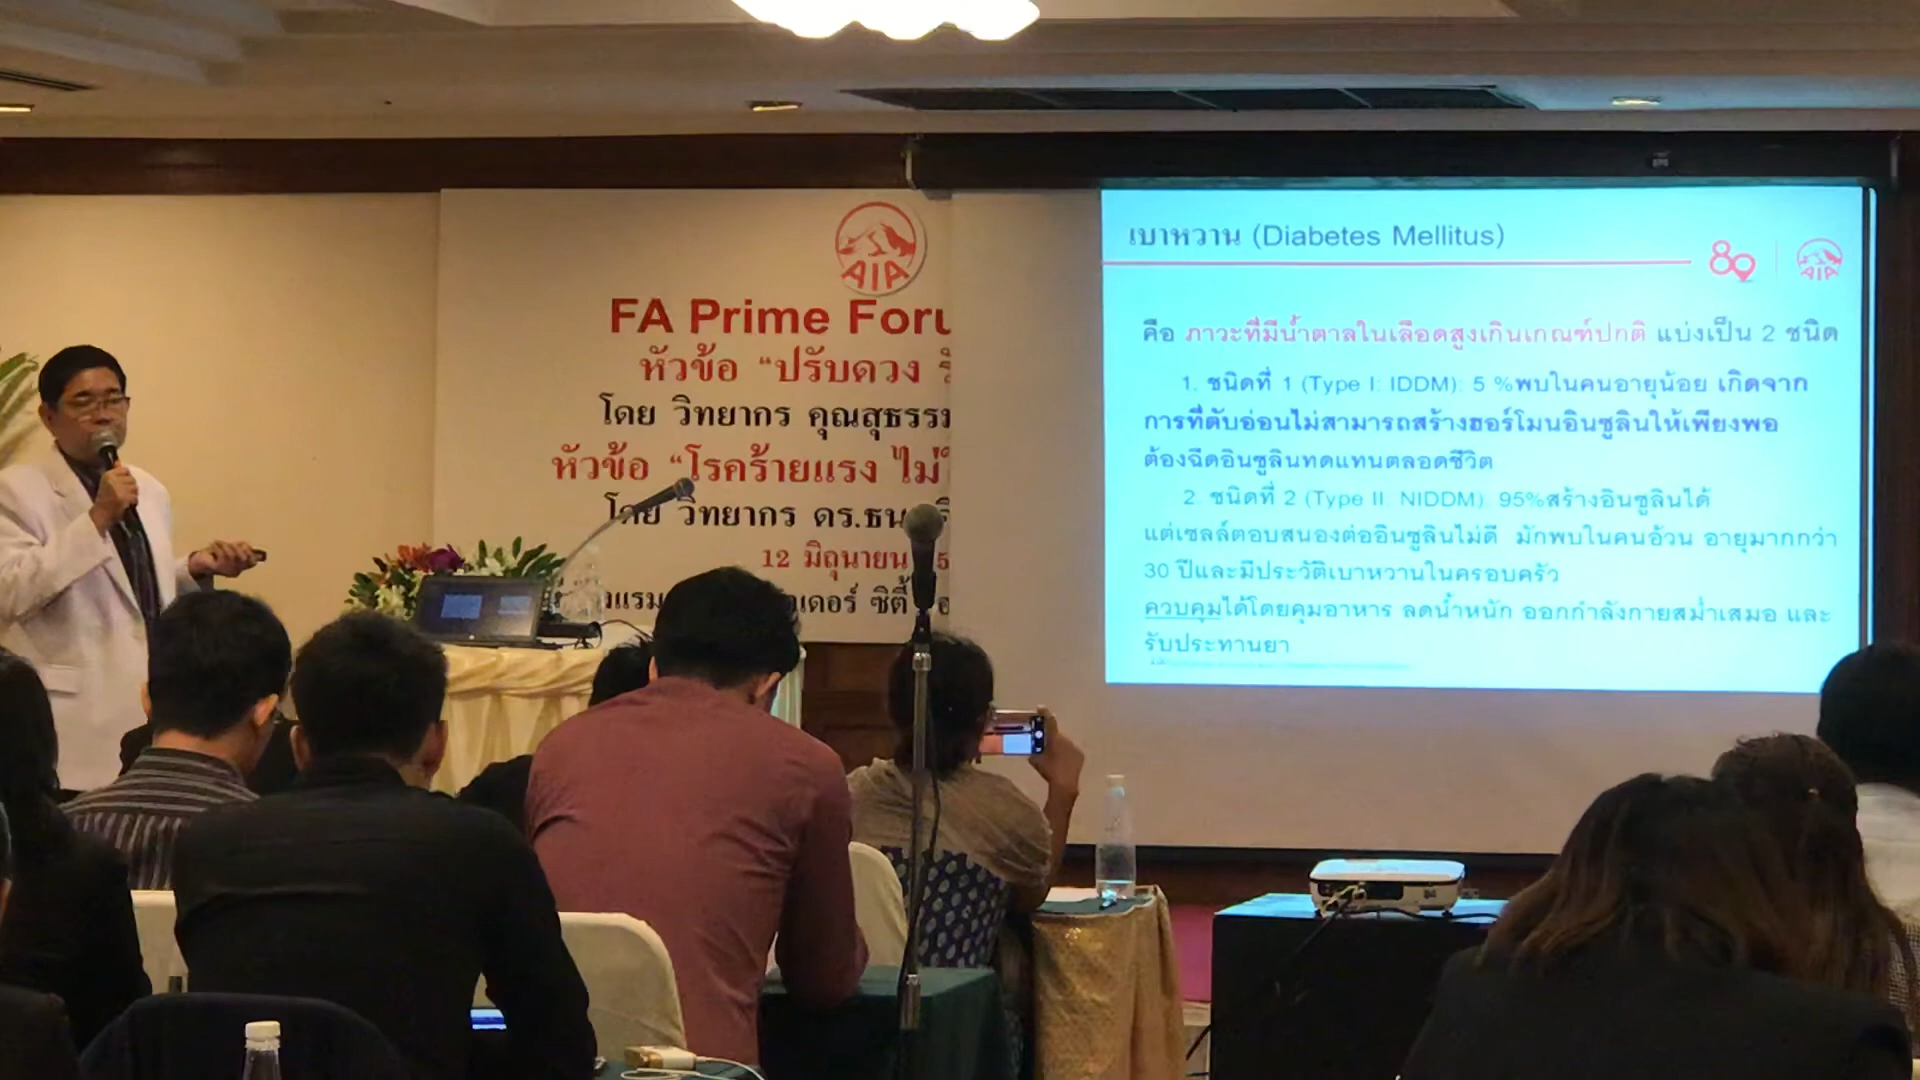 AIA
FA Prime Foru
หัวข้อ “ปรับดวง
โดย วิทยากร คุณสุธรรม
หัวข้อ “โรคร้ายแรง ไม่
โดย วิทยากร ดร.ธน
12 มิถุนายน
เดอร์ ซิตี้
เบาหวาน (Diabetes Mellitus)
80
AIA
คือ ภาวะที่มีน้ำตาลในเลือดสูงเกินเกณฑ์ปกติ แบ่งเป็น 2 ชนิด
1. ชนิดที่ 1 (Type I: IDDM): 5 %พบในคนอายุน้อย เกิดจาก
การที่ตับอ่อนไม่สามารถสร้างฮอร์โมนอินซูลินให้เพียงพอ
ต้องฉีดอินซูลินทดแทนตลอดชีวิต
2. ชนิดที่ 2 (Type II: NIDDM): 95%สร้างอินซูลินได้
แต่เซลล์ตอบสนองต่ออินซูลินไม่ดี มักพบในคนอ้วน อายุมากกว่า
30 ปีและมีประวัติเบาหวานในครอบครัว
ควบคุมได้โดยคุมอาหาร ลดน้ำหนัก ออกกำลังกายสม่ำเสมอ และ
รับประทานยา